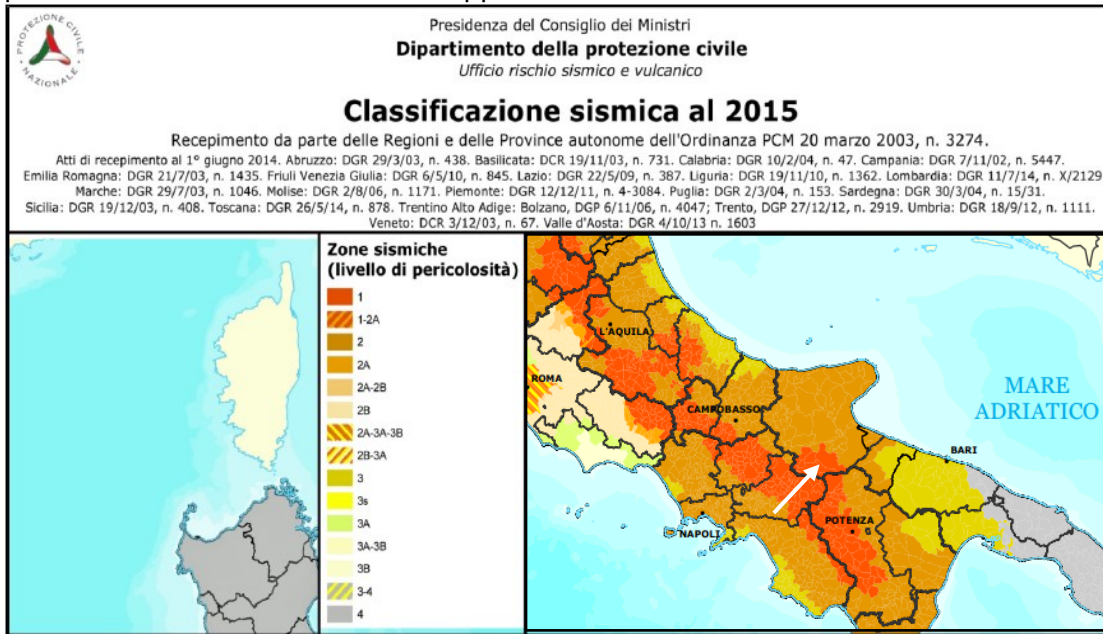 PROTEZIONE CIVILE
NAZIONALE
Presidenza del Consiglio dei Ministri
Dipartimento della protezione civile
Ufficio rischio sismico e vulcanico
Classificazione sismica al 2015
Recepimento da parte delle Regioni e delle Province autonome dell'Ordinanza PCM 20 marzo 2003, n. 3274.
Atti di recepimento al 1° giugno 2014. Abruzzo: DGR 29/3/03, n. 438. Basilicata: DCR 19/11/03, n. 731. Calabria: DGR 10/2/04, n. 47. Campania: DGR 7/11/02, n. 5447.
Emilia Romagna: DGR 21/7/03, n. 1435. Friuli Venezia Giulia: DGR 6/5/10, n. 845. Lazio: DGR 22/5/09, n. 387. Liguria: DGR 19/11/10, n. 1362. Lombardia: DGR 11/7/14, n. X/2129
Marche: DGR 29/7/03, n. 1046. Molise: DGR 2/8/06, n. 1171. Piemonte: DGR 12/12/11, n. 4-3084. Puglia: DGR 2/3/04, n. 153. Sardegna: DGR 30/3/04, n. 15/31.
Sicilia: DGR 19/12/03, n. 408. Toscana: DGR 26/5/14, n. 878. Trentino Alto Adige: Bolzano, DGP 6/11/06, n. 4047; Trento, DGP 27/12/12, n. 2919. Umbria: DGR 18/9/12, n. 1111.
Veneto: DCR 3/12/03, n. 67. Valle d'Aosta: DGR 4/10/13 n. 1603
Zone sismiche
(livello di pericolosità)
1
1-2A
2
2A
2A-2B
2B
2A-3A-3B
2B-3A
3
3s
3A
3A-3B
3B
3-4
4
L'AQUILA
ROMA
CAMPOBASSO
MARE
ADRIATICO
BARI
NAPOLI
POTENZA